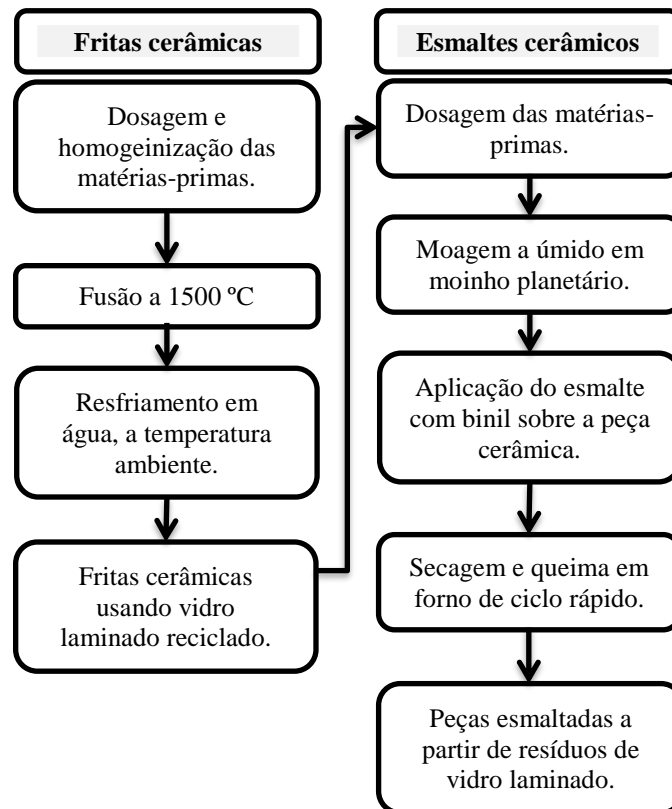 Fritas cerâmicas
Dosagem e
homogeinização das
matérias-primas.
Fusão a 1500 ºC
Resfriamento em
água, a temperatura
ambiente.
Fritas cerâmicas
usando vidro
laminado reciclado.
Esmaltes cerâmicos
Dosagem das matérias-
primas.
Moagem a úmido em
moinho planetário.
Aplicação do esmalte
com binil sobre a peça
cerâmica.
Secagem e queima em
forno de ciclo rápido.
Peças esmaltadas a
partir de resíduos de
vidro laminado.